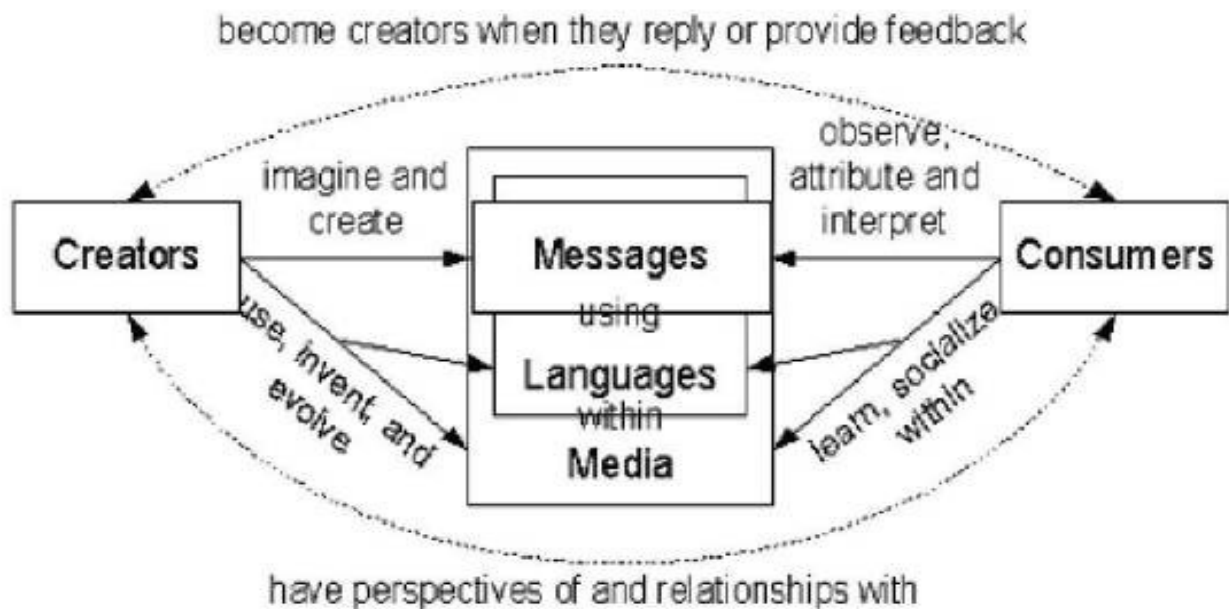 become creators when they reply or provide feedback
imagine and
create
observe,
attribute and
interpret
Creators
Messages
Consumers
using
Languages
within
Media
use, invent, and
evolve
learn, socialize
within
have perspectives of and relationships with